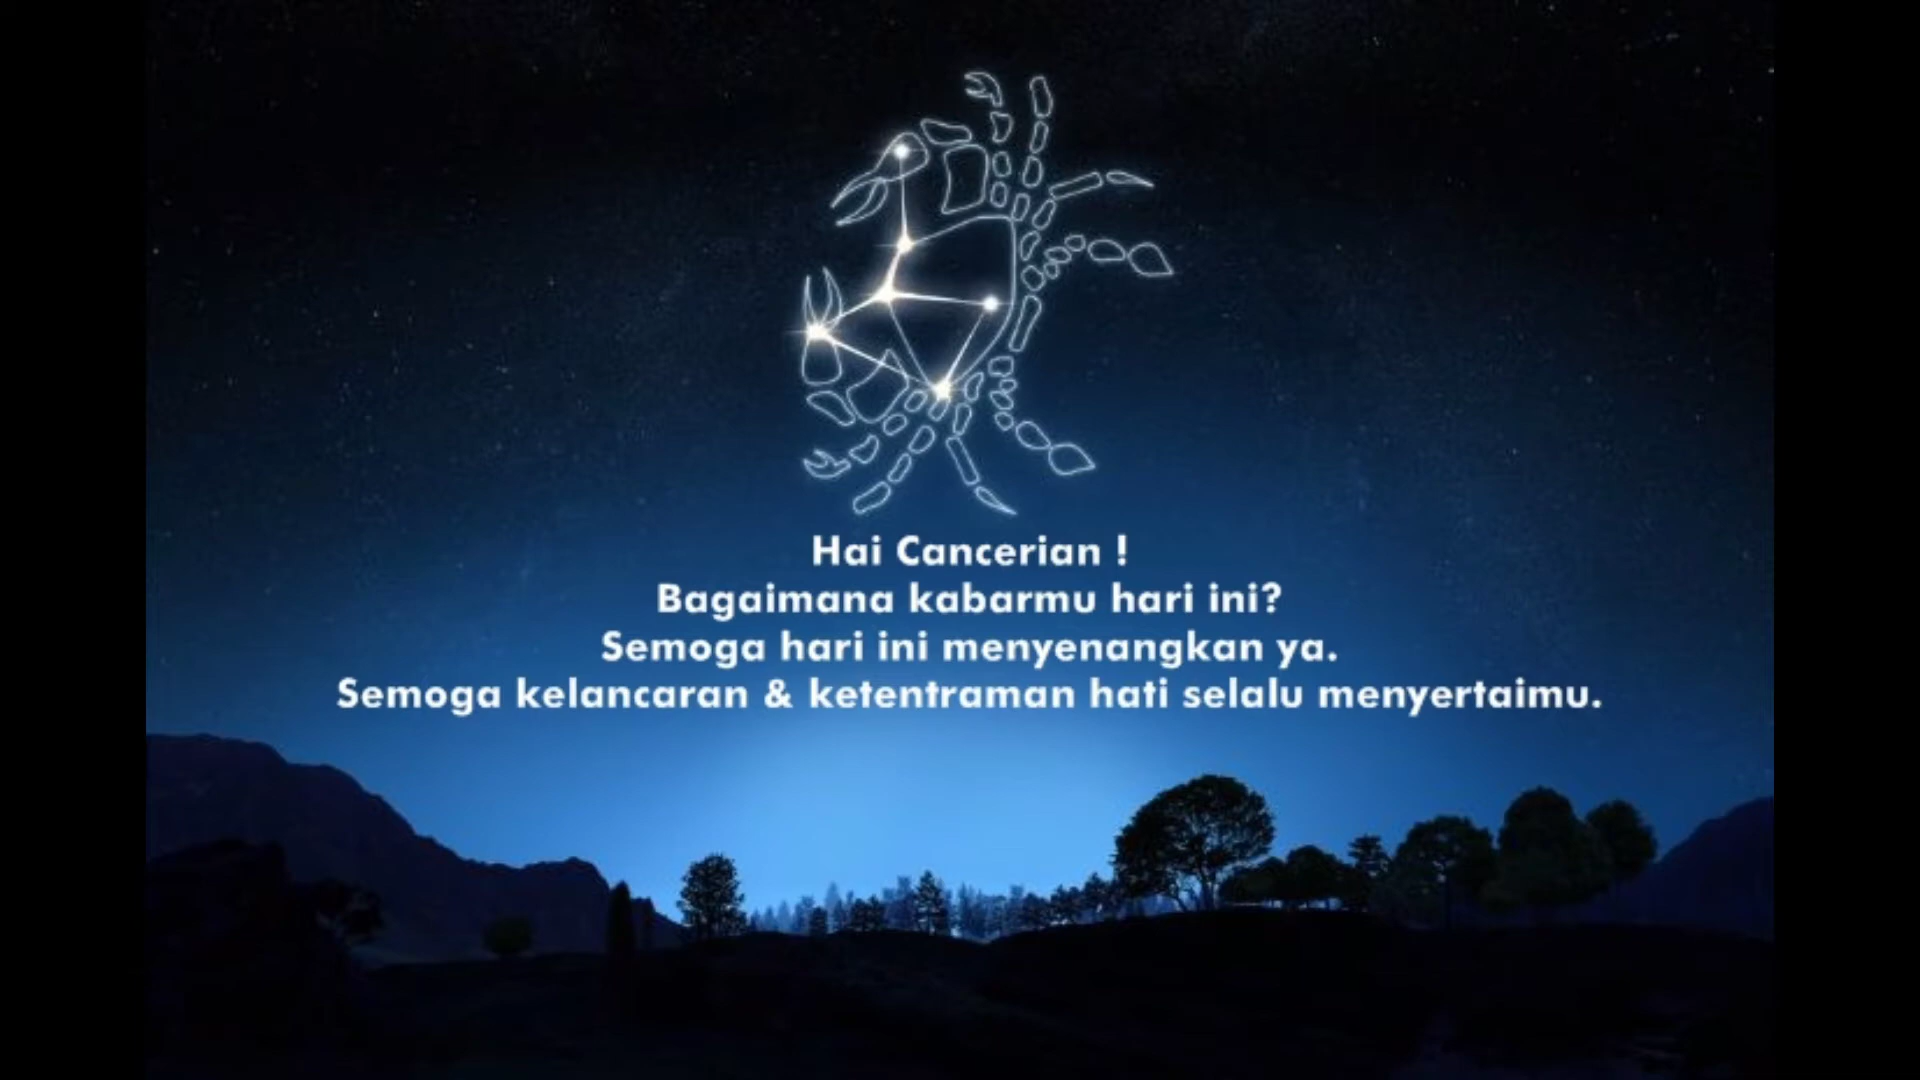 Hai Cancerian !
Bagaimana kabarmu hari ini?
Semoga hari ini menyenangkan ya.
Semoga kelancaran & ketentraman hati selalu menyertaimu.